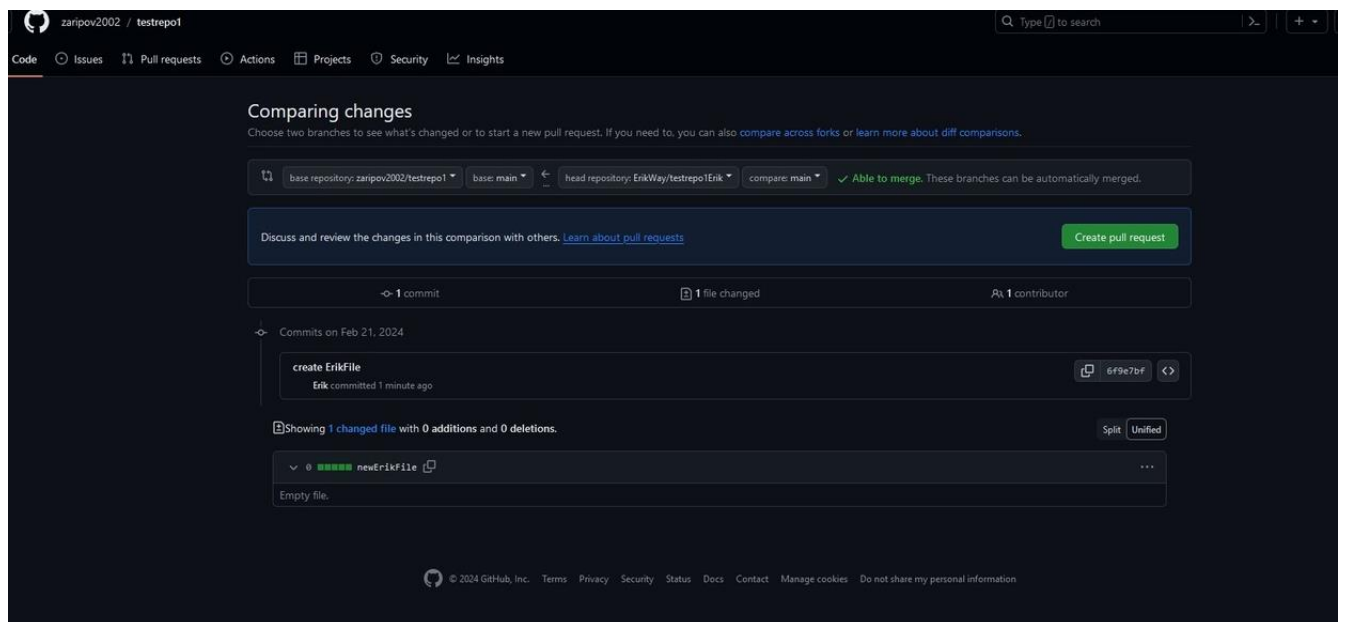 zaripov2002 / testrepo1
Type / to search
Code Issues Pull requests Actions Projects Security Insights
Comparing changes
Choose two branches to see what's changed or to start a new pull request. If you need to, you can also compare across forks or learn more about diff comparisons.
base repository: zaripov2002/testrepo1 base: main ← head repository: ErikWay/testrepo1Erik compare: main ✓ Able to merge. These branches can be automatically merged.
Discuss and review the changes in this comparison with others. Learn about pull requests Create pull request
1 commit 1 file changed 1 contributor
Commits on Feb 21, 2024
create ErikFile
Erik committed 1 minute ago
6f9e7bf
Showing 1 changed file with 0 additions and 0 deletions. Split Unified
0 newErikFile
Empty file.
© 2024 GitHub, Inc. Terms Privacy Security Status Docs Contact Manage cookies Do not share my personal information